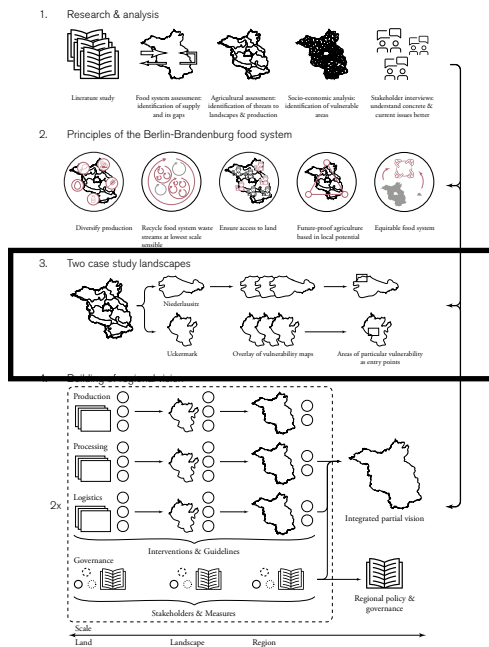 1. Research & analysis
Literature study
Food system assessment:
identification of supply
and its gaps
Agricultural assessment:
identification of threats to
landscapes & production
Socio-economic analysis:
identification of vulnerable
areas
Stakeholder interviews:
understand concrete &
current issues better
2. Principles of the Berlin-Brandenburg food system
Diversify production
Recycle food system waste
streams at lowest scale
sensible
Ensure access to land
Future-proof agriculture
based in local potential
Equitable food system
3. Two case study landscapes
Niederlausitz
Uckermark
Overlay of vulnerability maps
Areas of particular vulnerability
as entry points
Production
Processing
Logistics
2x
Integrated partial vision
Interventions & Guidelines
Governance
Regional policy &
governance
Stakeholders & Measures
Scale
Land
Landscape
Region